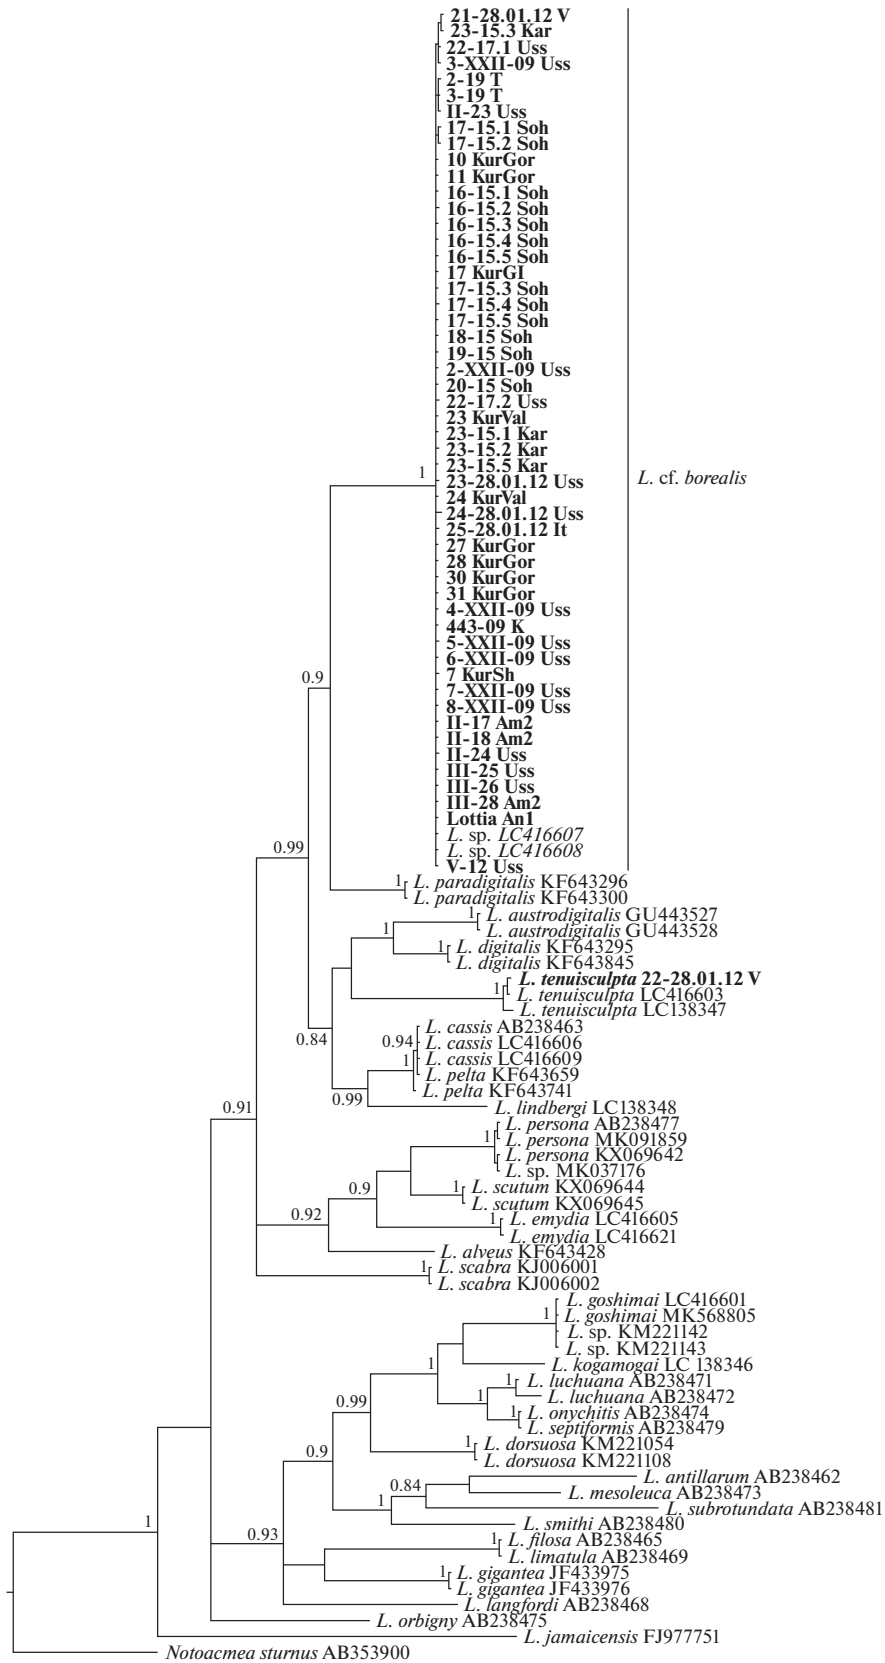 21-28.01.12 V
23-15.3 Kar
22-17.1 Uss
3-XXII-09 Uss
2-19 T
3-19 T
II-23 Uss
17-15.1 Soh
17-15.2 Soh
10 KurGor
11 KurGor
16-15.1 Soh
16-15.2 Soh
16-15.3 Soh
16-15.4 Soh
16-15.5 Soh
17 KurGI
17-15.3 Soh
17-15.4 Soh
17-15.5 Soh
18-15 Soh
19-15 Soh
2-XXII-09 Uss
20-15 Soh
22-17.2 Uss
23 KurVal
23-15.1 Kar
23-15.2 Kar
23-15.5 Kar
1
L. cf. borealis
23-28.01.12 Uss
24 KurVal
24-28.01.12 Uss
25-28.01.12 It
27 KurGor
28 KurGor
30 KurGor
31 KurGor
4-XXII-09 Uss
443-09 K
5-XXII-09 Uss
6-XXII-09 Uss
7 KurSh
0.9
7-XXII-09 Uss
8-XXII-09 Uss
II-17 Am2
II-18 Am2
II-24 Uss
III-25 Uss
III-26 Uss
III-28 Am2
Lottia An1
L. sp. LC416607
0.99
L. sp. LC416608
V-12 Uss
1
L. paradigitalis KF643296
L. paradigitalis KF643300
1
L. austrodigitalis GU443527
1
L. austrodigitalis GU443528
1
L. digitalis KF643295
L. digitalis KF643845
L. tenuisculpta 22-28.01.12 V
1
L. tenuisculpta LC416603
L. tenuisculpta LC138347
L. cassis AB238463
0.84
0.94
L. cassis LC416606
1
L. cassis LC416609
L. pelta KF643659
L. pelta KF643741
0.99
L. lindbergi LC138348
0.91
L. persona AB238477
1
L. persona MK091859
L. persona KX069642
L. sp. MK037176
0.9
1
L. scutum KX069644
L. scutum KX069645
0.92
1
L. emydia LC416605
L. emydia LC416621
L. alveus KF643428
1
L. scabra KJ006001
L. scabra KJ006002
L. goshimai LC416601
1
L. goshimai MK568805
L. sp. KM221142
L. sp. KM221143
1
L. kogamogai LC 138346
1
L. luchuana AB238471
1
L. luchuana AB238472
0.99
1
L. onychitis AB238474
L. septiformis AB238479
1
L. dorsuosa KM221054
0.9
L. dorsuosa KM221108
L. antillarum AB238462
0.84
L. mesoleuca AB238473
1
L. subrotundata AB238481
L. smithi AB238480
1
0.93
1
L. filosa AB238465
L. limatula AB238469
1
L. gigantea JF433975
L. gigantea JF433976
L. langfordi AB238468
L. orbigny AB238475
L. jamaicensis FJ977751
Notoacmea sturnus AB353900